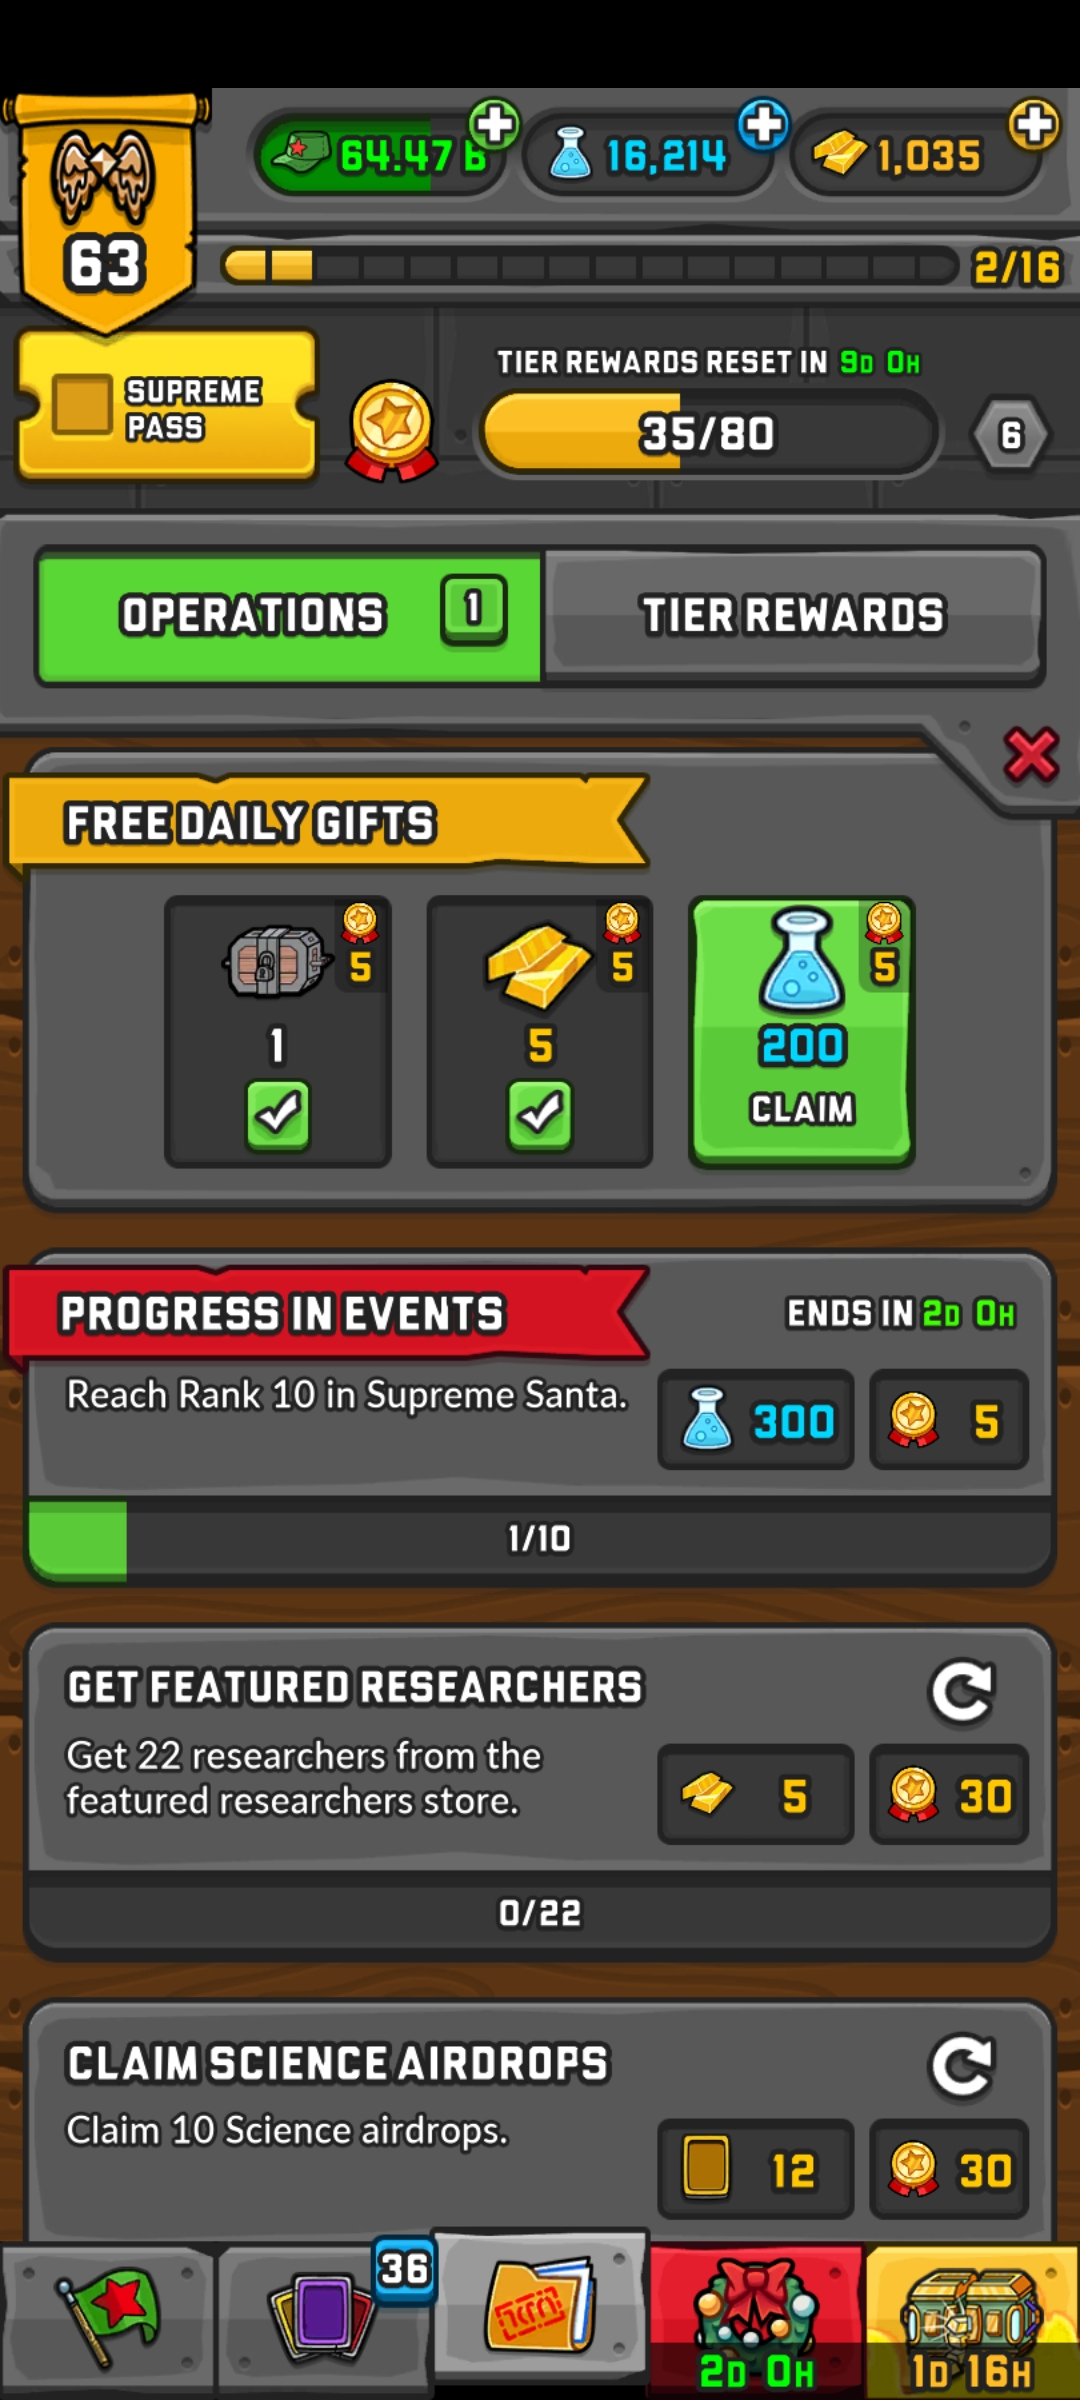 64.47 B
16,214
1,035
63
2/16
SUPREME
PASS
TIER REWARDS RESET IN 9D 0H
35/80
6
OPERATIONS 1
TIER REWARDS
FREE DAILY GIFTS
5
5
5
1
5
200
CLAIM
PROGRESS IN EVENTS
ENDS IN 2D 0H
Reach Rank 10 in Supreme Santa.
300
5
1/10
GET FEATURED RESEARCHERS
Get 22 researchers from the
featured researchers store.
5
30
0/22
CLAIM SCIENCE AIRDROPS
Claim 10 Science airdrops.
12
30
36
2D 0H
1D 16H